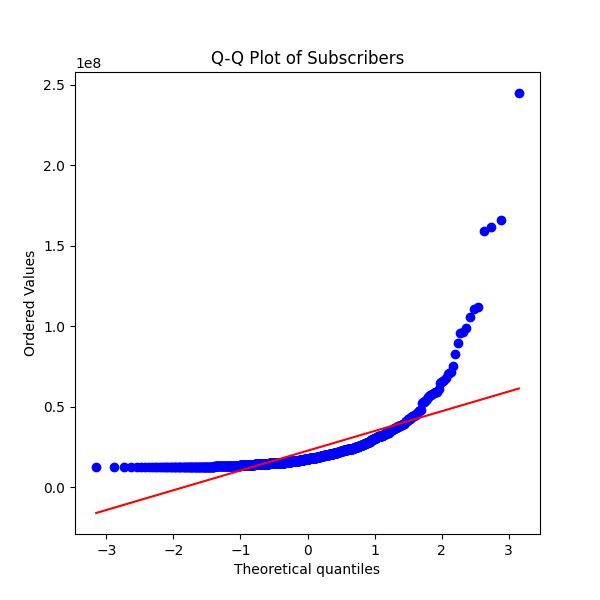 Q-Q Plot of Subscribers
1e8
2.5
2.0
1.5
1.0
0.5
0.0
Ordered Values
−3 −2 −1 0 1 2 3
Theoretical quantiles